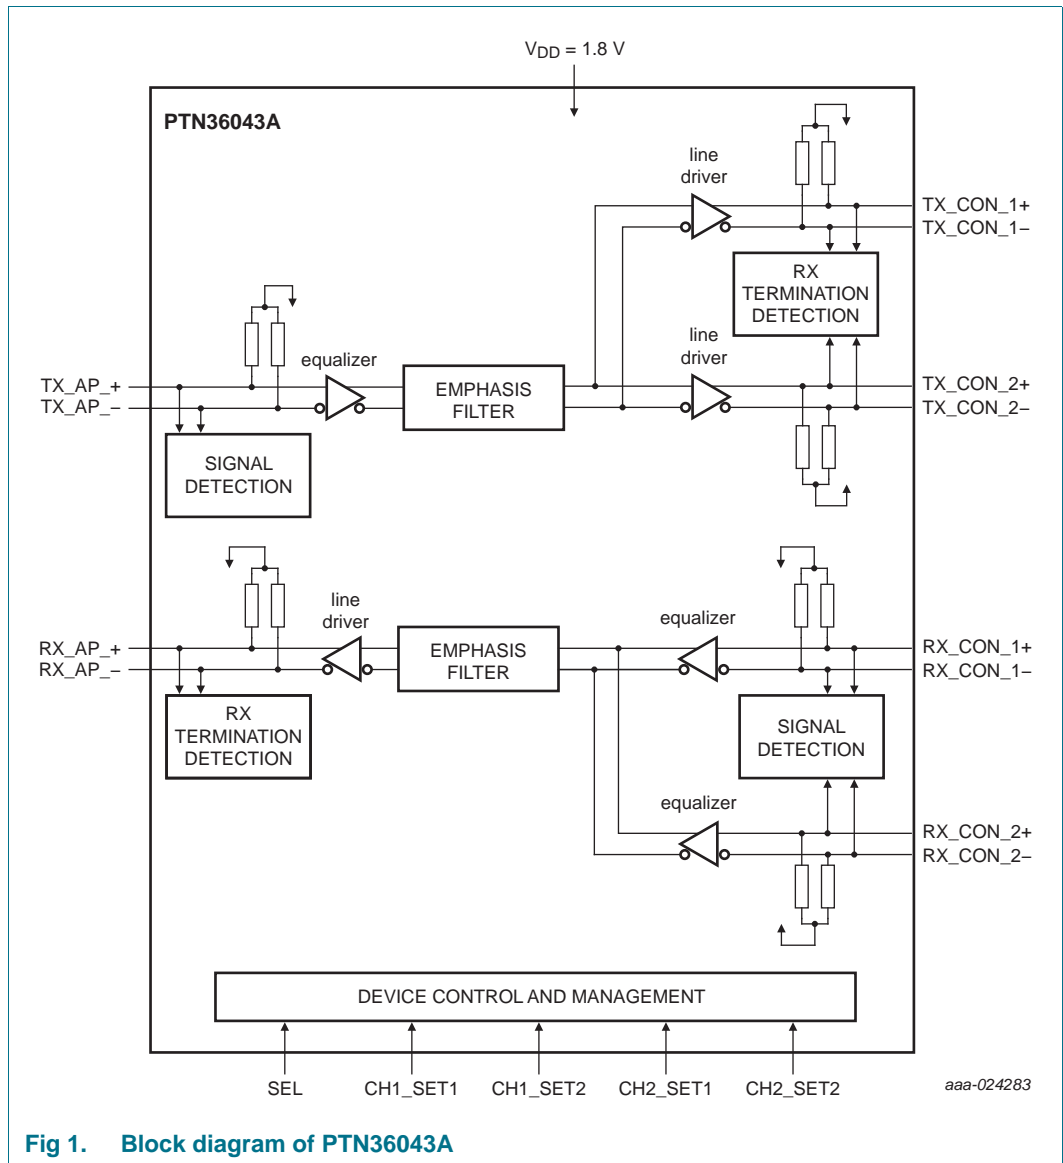 VDD = 1.8 V
PTN36043A
line
driver
TX_CON_1+
TX_CON_1−
RX
TERMINATION
DETECTION
line
driver
equalizer
TX_AP_+
TX_AP_−
EMPHASIS
FILTER
TX_CON_2+
TX_CON_2−
SIGNAL
DETECTION
line
driver
equalizer
RX_AP_+
RX_AP_−
EMPHASIS
FILTER
RX_CON_1+
RX_CON_1−
RX
TERMINATION
DETECTION
SIGNAL
DETECTION
equalizer
RX_CON_2+
RX_CON_2−
DEVICE CONTROL AND MANAGEMENT
SEL
CH1_SET1
CH1_SET2
CH2_SET1
CH2_SET2
aaa-024283
Fig 1. Block diagram of PTN36043A